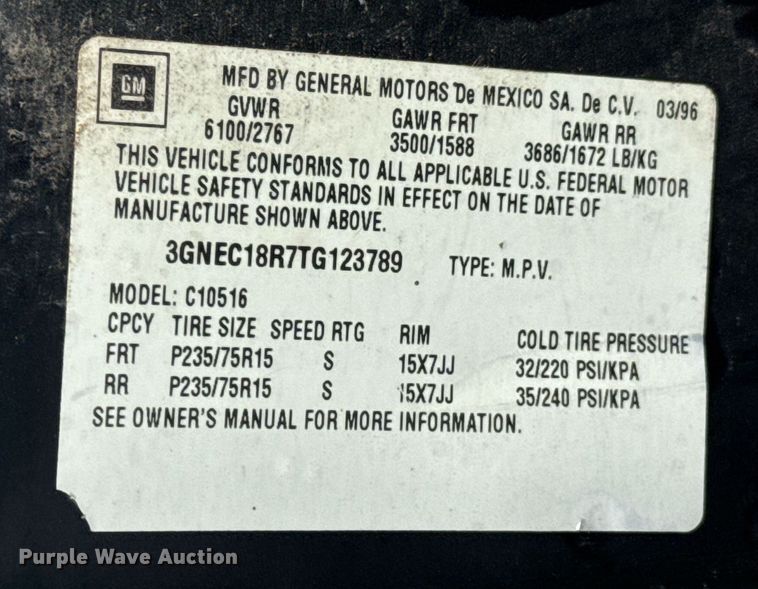 GM
MFD BY GENERAL MOTORS De MEXICO SA. De C.V. 03/96
GVWR GAWR FRT GAWR RR
6100/2767 3500/1588 3686/1672 LB/KG
THIS VEHICLE CONFORMS TO ALL APPLICABLE U.S. FEDERAL MOTOR
VEHICLE SAFETY STANDARDS IN EFFECT ON THE DATE OF
MANUFACTURE SHOWN ABOVE.
3GNEC18R7TG123789 TYPE: M.P.V.
MODEL: C10516
CPCY TIRE SIZE SPEED RTG RIM COLD TIRE PRESSURE
FRT P235/75R15 S 15X7JJ 32/220 PSI/KPA
RR P235/75R15 S 15X7JJ 35/240 PSI/KPA
SEE OWNER'S MANUAL FOR MORE INFORMATION.
Purple Wave Auction